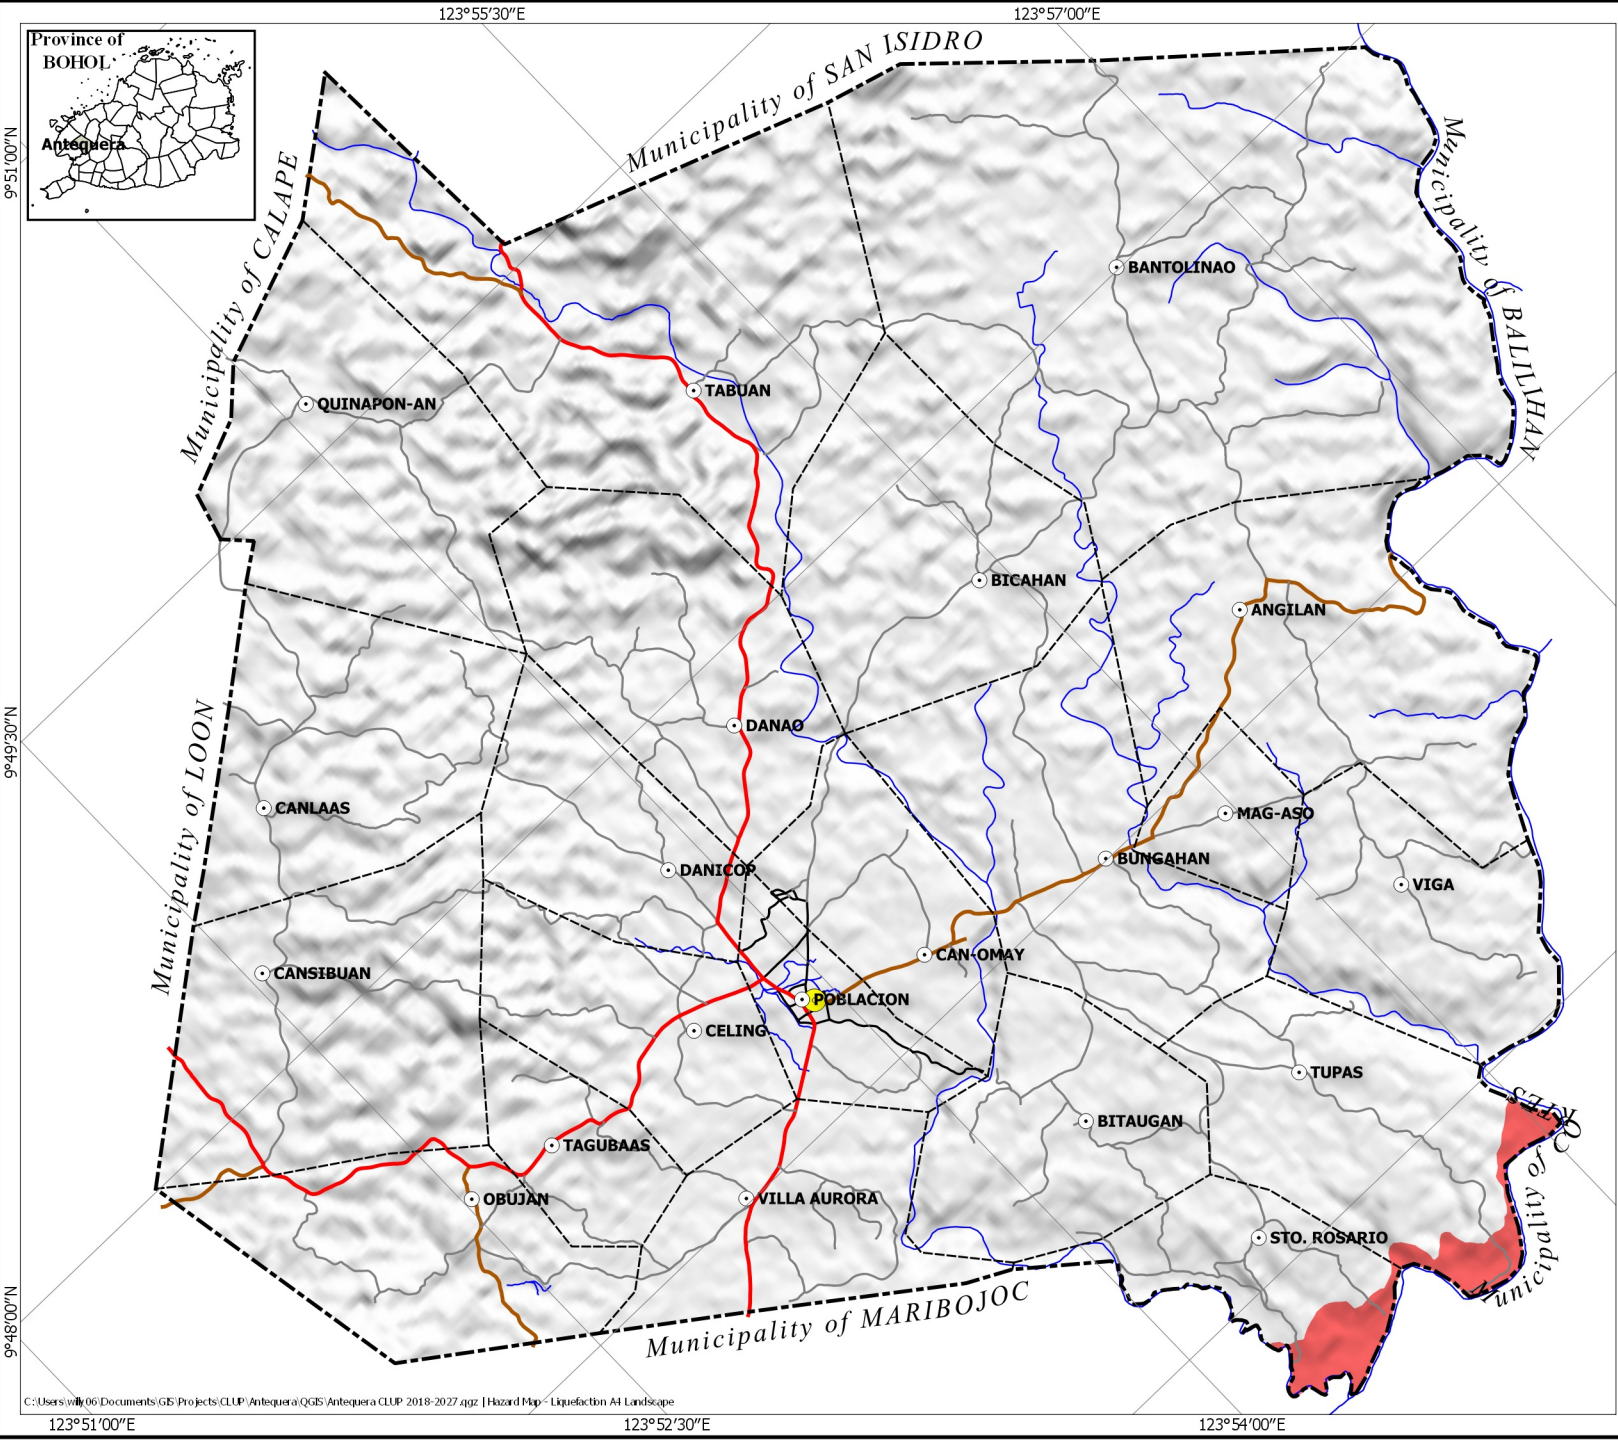 123°55'30"E
123°57'00"E
Province of
BOHOL
Antequera
9°51'00"N
9°49'30"N
9°48'00"N
Municipality of SAN ISIDRO
Municipality of CALAPE
Municipality of BALILIHAN
Municipality of LOON
Municipality of CORTES
Municipality of MARIBOJOC
BANTOLINAO
TABUAN
QUINAPON-AN
BICAHAN
ANGILAN
DANAO
CANLAAS
MAG-ASO
BUNGAHAN
DANICOP
VIGA
CAN-OMAY
CANSIBUAN
POBLACION
CELING
TUPAS
BITAUGAN
TAGUBAAS
OBUJAN
VILLA AURORA
STO. ROSARIO
C:\Users\willy06\Documents\GIS\Projects\CLUP\Antequera\QGIS\Antequera CLUP 2018-2027.qgz | Hazard Map - Liquefaction A4 Landscape
123°51'00"E
123°52'30"E
123°54'00"E